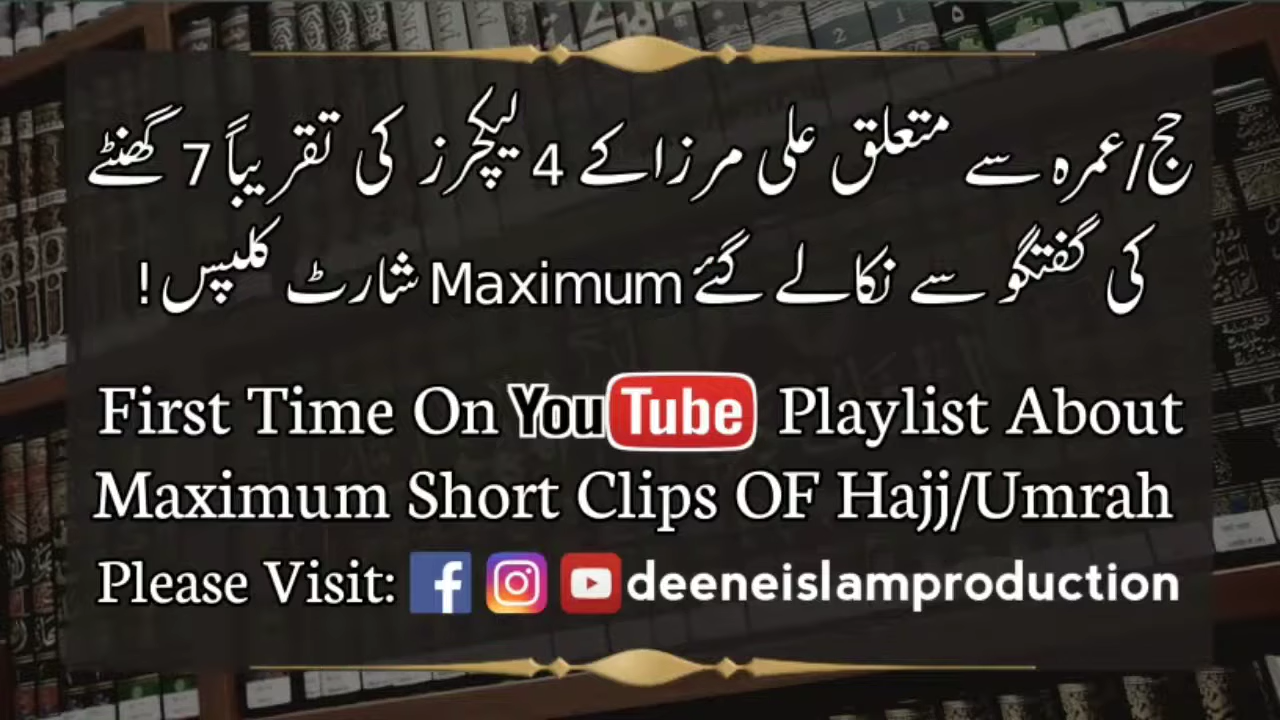 حج/عمرہ سے متعلق علی مرزا کے 4 لیکچرز کی تقریباً 7 گھنٹے
کی گفتگو سے نکالے گئے Maximum شارٹ کلپس!
First Time On YouTube Playlist About
Maximum Short Clips OF Hajj/Umrah
Please Visit: deeneislamproduction